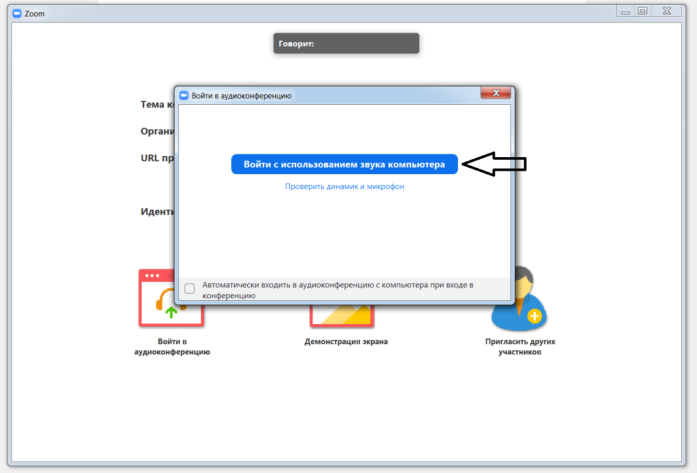 Zoom
Говорит:
Войти в аудиоконференцию
Тема
Органи
URL пр
Войти с использованием звука компьютера
Проверить динамик и микрофон
Иденти
Автоматически входить в аудиоконференцию с компьютера при входе в
конференцию
Войти в
аудиоконференцию
Демонстрация экрана
Пригласить других
участников